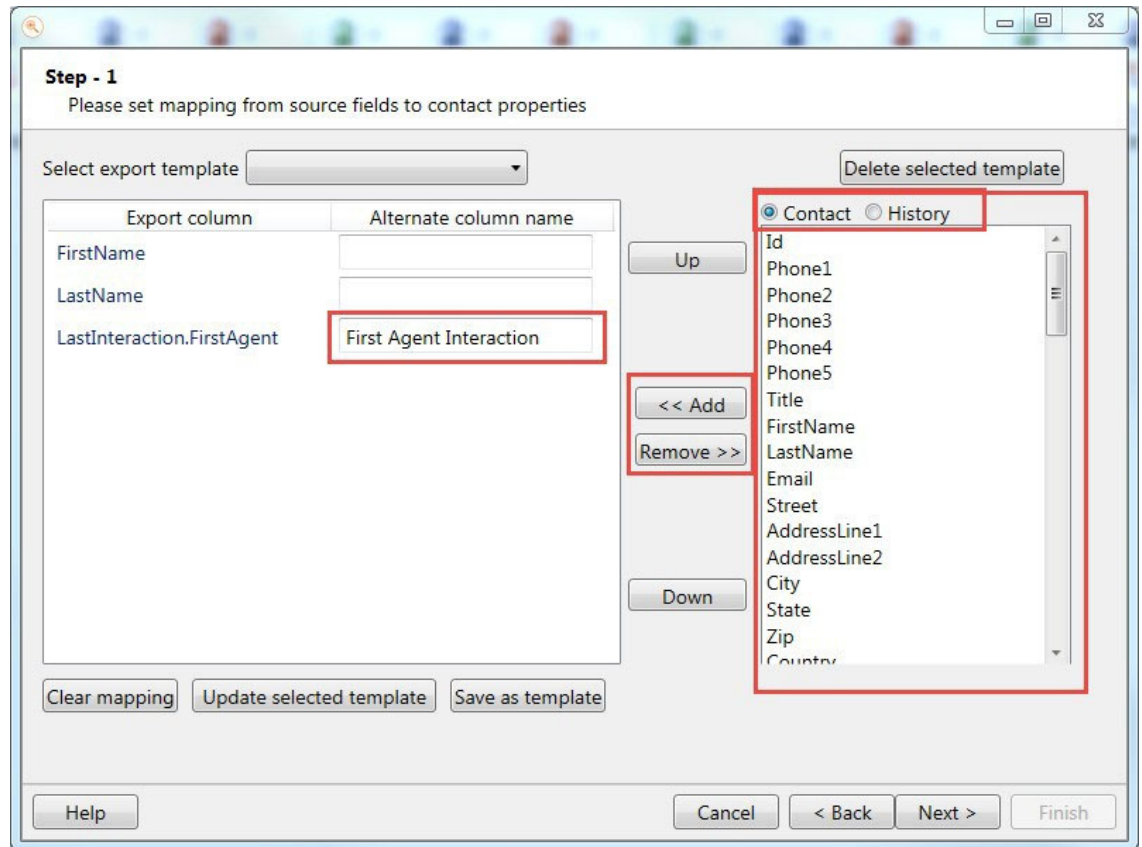 Step - 1
Please set mapping from source fields to contact properties
Select export template
Delete selected template
Export column Alternate column name
FirstName
LastName
LastInteraction.FirstAgent First Agent Interaction
Up
<< Add
Remove >>
Down
Contact History
Id
Phone1
Phone2
Phone3
Phone4
Phone5
Title
FirstName
LastName
Email
Street
AddressLine1
AddressLine2
City
State
Zip
Country
Clear mapping Update selected template Save as template
Help Cancel < Back Next > Finish